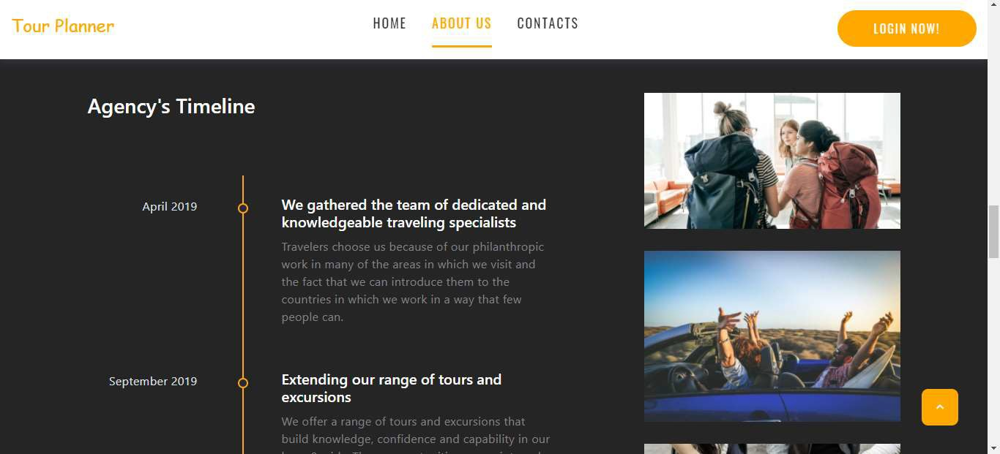 Tour Planner
HOME
ABOUT US
CONTACTS
LOGIN NOW!
Agency's Timeline
April 2019
We gathered the team of dedicated and
knowledgeable traveling specialists
Travelers choose us because of our philanthropic
work in many of the areas in which we visit and
the fact that we can introduce them to the
countries in which we work in a way that few
people can.
September 2019
Extending our range of tours and
excursions
We offer a range of tours and excursions that
build knowledge, confidence and capability in our